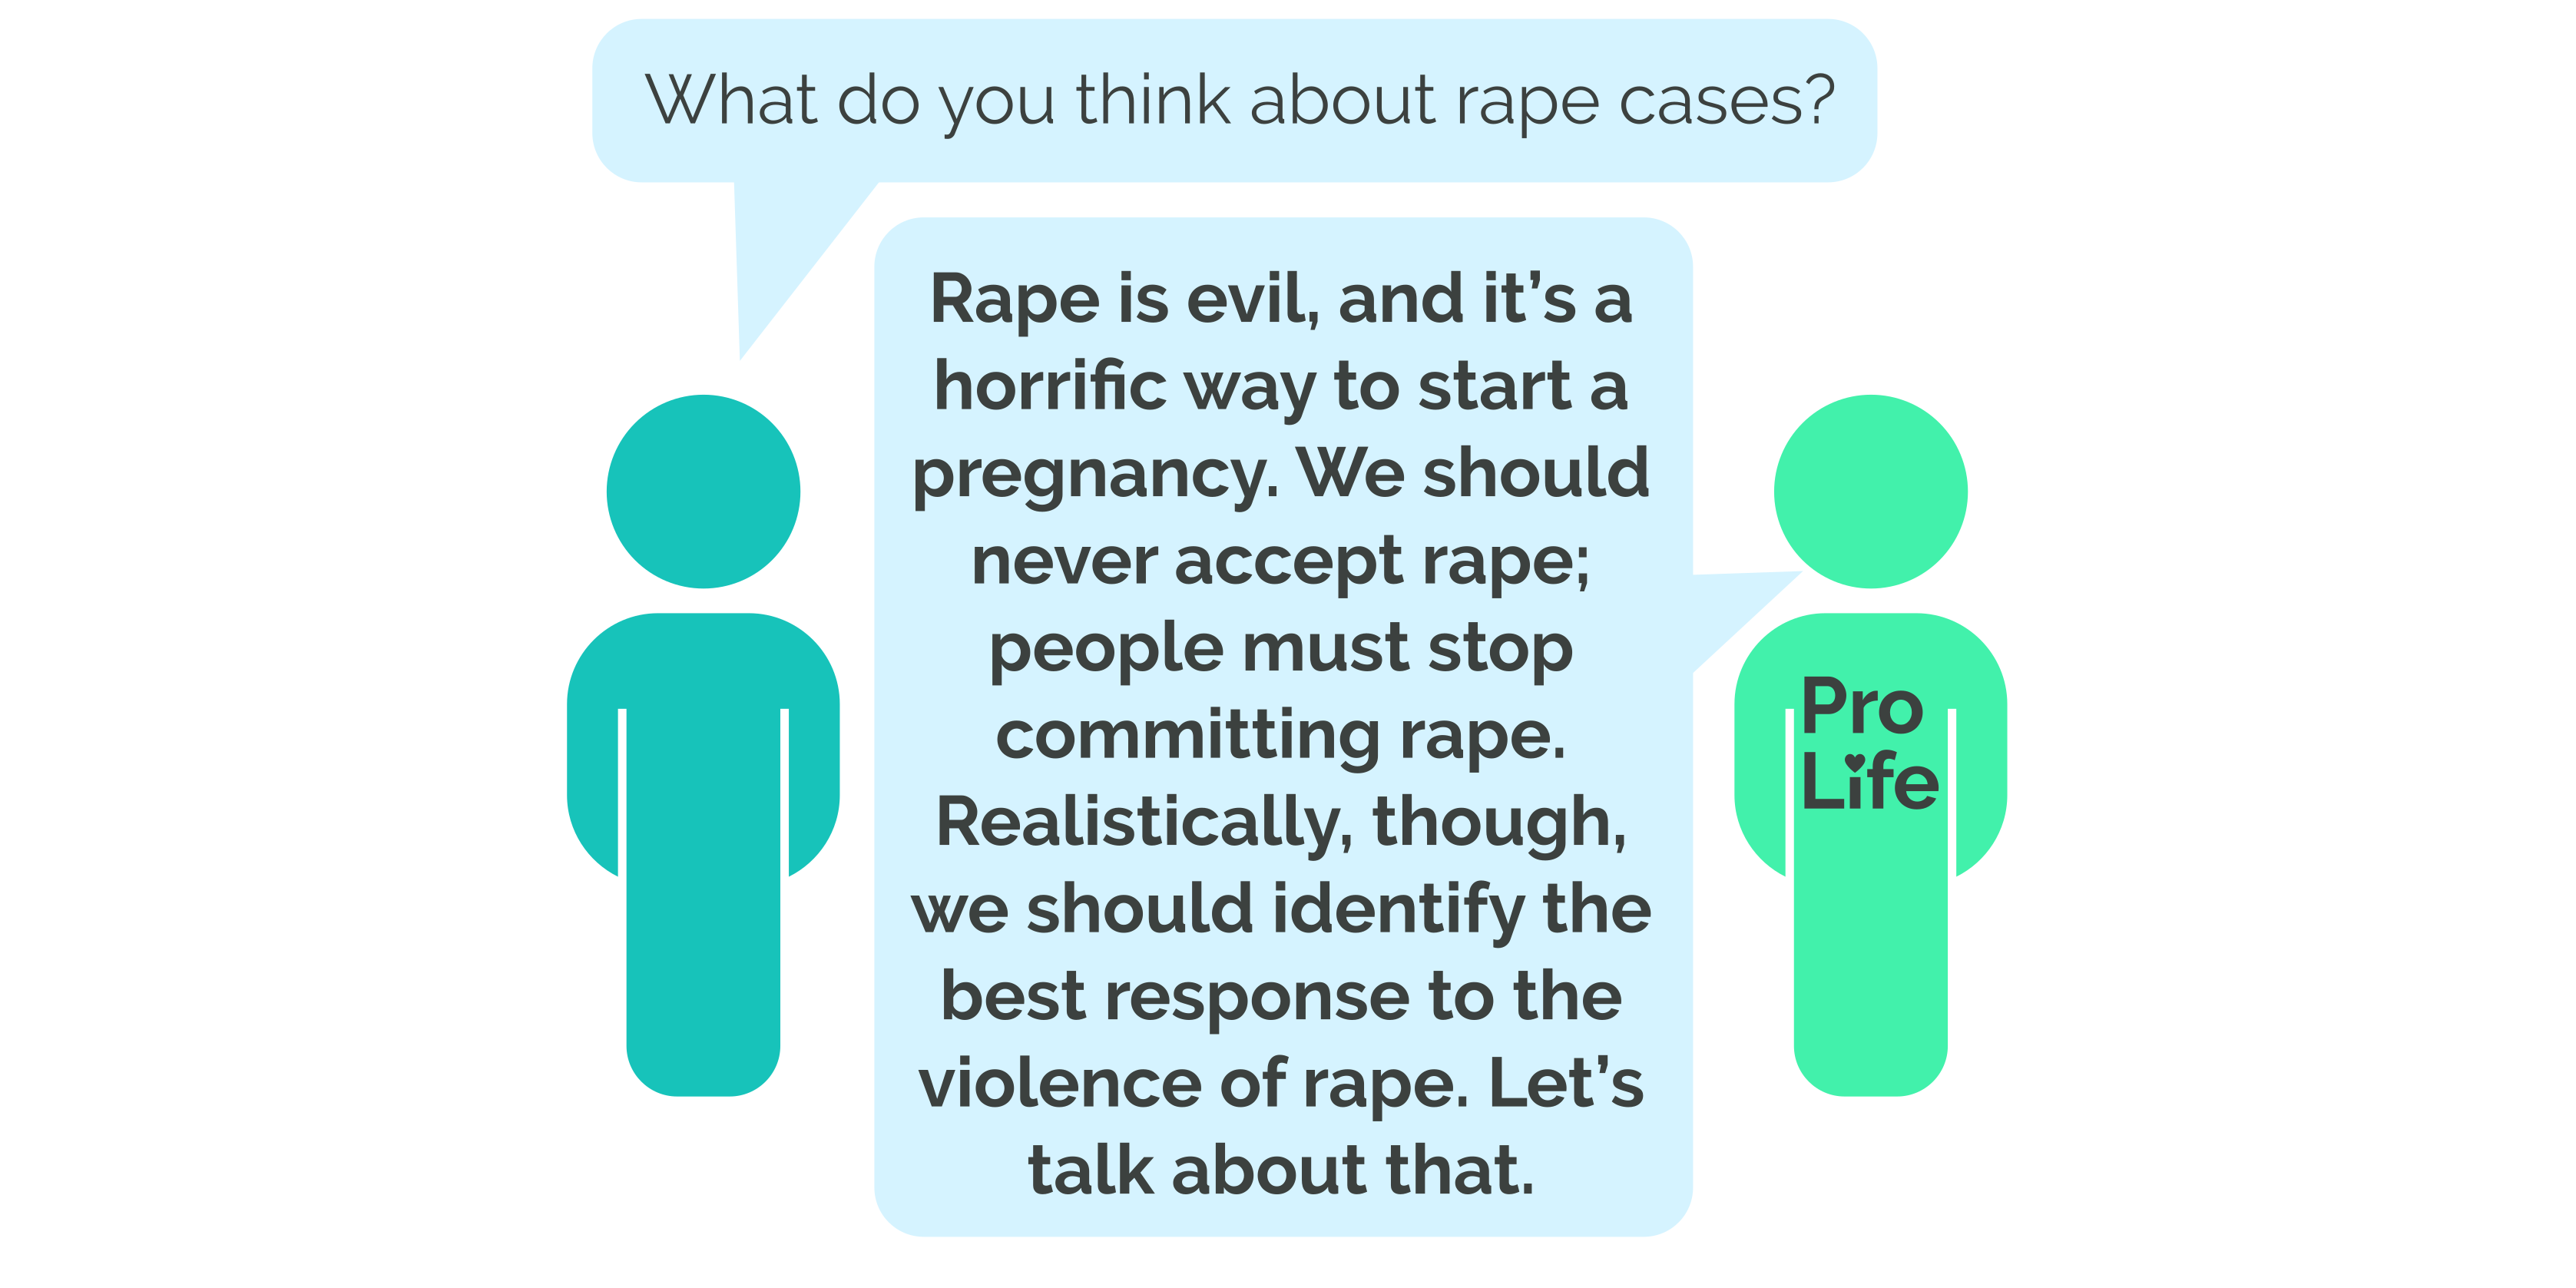 What do you think about rape cases?
Rape is evil, and it’s a
horrific way to start a
pregnancy. We should
never accept rape;
people must stop
committing rape.
Realistically, though,
we should identify the
best response to the
violence of rape. Let’s
talk about that.
Pro
Life